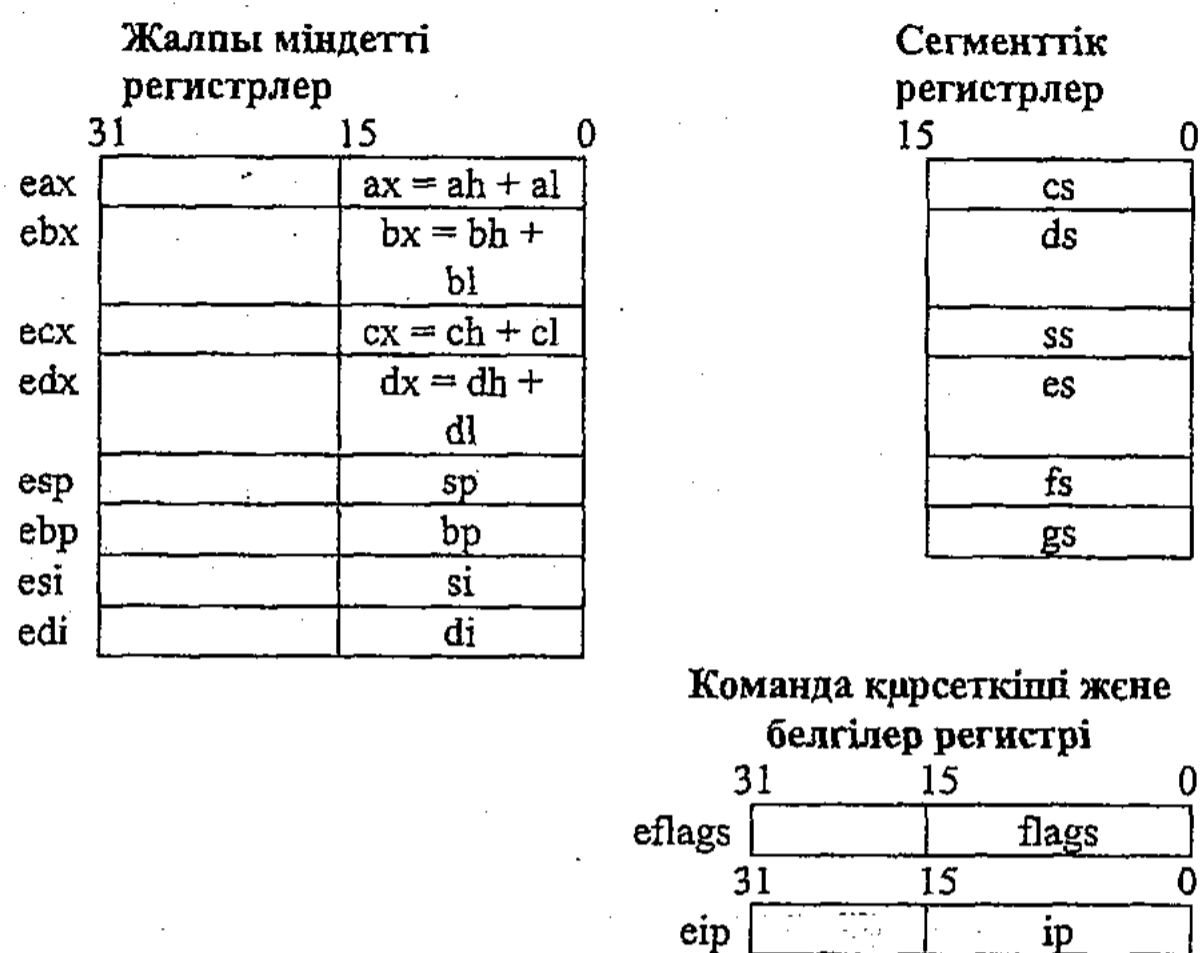 Жалпы міндетті
регистрлер
31 15 0
eax ax = ah + al
ebx bx = bh +
bl
ecx cx = ch + cl
edx dx = dh +
dl
esp sp
ebp bp
esi si
edi di
Сегменттік
регистрлер
15 0
cs
ds
ss
es
fs
gs
Команда кµрсеткіші жєне
белгілер регистрі
31 15 0
eflags flags
31 15 0
eip ip